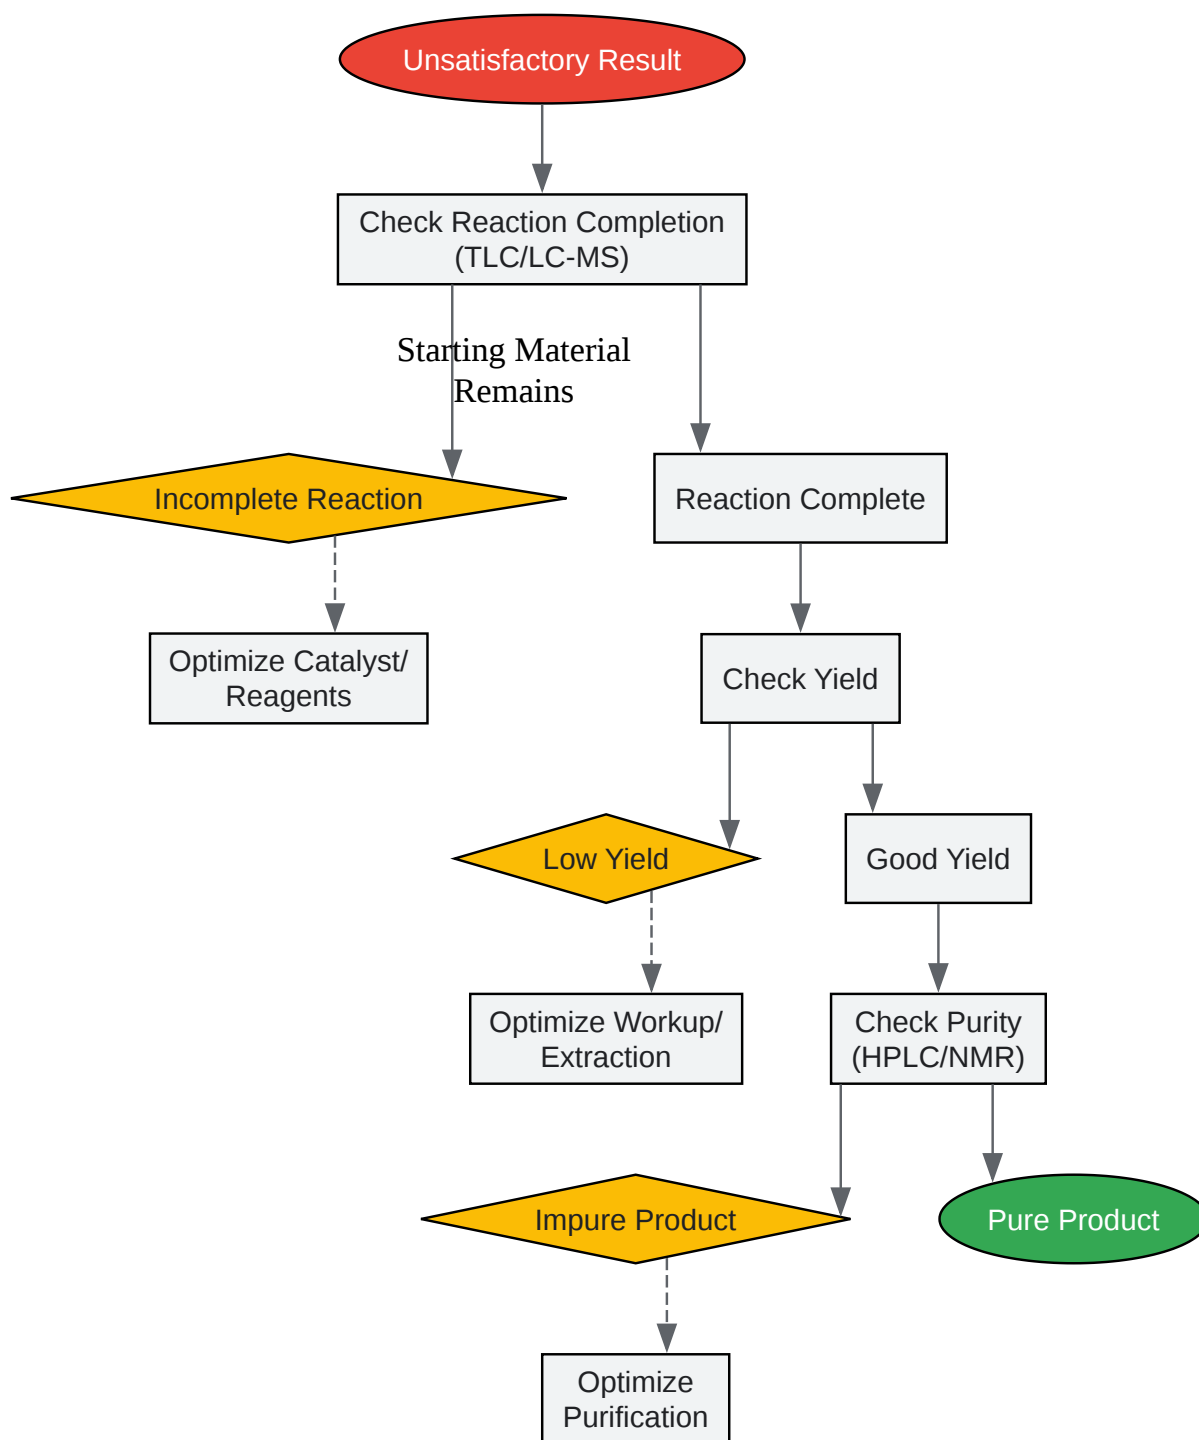 Unsatisfactory Result
Check Reaction Completion
(TLC/LC-MS)
Starting Material
Remains
Incomplete Reaction
Reaction Complete
Optimize Catalyst/
Reagents
Check Yield
Low Yield
Good Yield
Optimize Workup/
Extraction
Check Purity
(HPLC/NMR)
Impure Product
Pure Product
Optimize
Purification